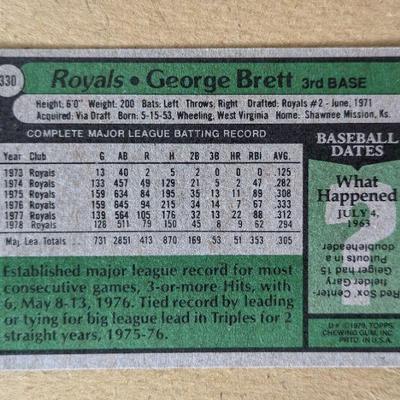 330
Royals • George Brett 3rd BASE
Height: 6'0" Weight: 200 Bats: Left Throws: Right Drafted: Royals #2 - June, 1971
Acquired: Via Draft Born: 5-15-53, Wheeling, West Virginia Home: Shawnee Mission, Ks.
COMPLETE MAJOR LEAGUE BATTING RECORD
Year Club G AB R H 2B 3B HR RBI AVG.
1973 Royals 13 40 2 5 2 0 0 0 .125
1974 Royals 133 457 49 129 21 5 2 47 .282
1975 Royals 159 634 84 195 35 13 11 89 .308
1976 Royals 159 645 94 215 34 14 7 67 .333
1977 Royals 139 564 105 176 32 13 22 88 .312
1978 Royals 128 511 79 150 45 8 9 62 .294
Maj. Lea. Totals 731 2851 413 870 169 53 51 353 .305
Established major league record for most
consecutive games, 3-or-more Hits, with
6, May 8-13, 1976. Tied record by leading
or tying for big league lead in Triples for 2
straight years, 1975-76.
BASEBALL
DATES
What
Happened
JULY 4,
1963
Red Sox Center-
fielder Gary
Geiger had 15
Putouts in a
doubleheader
D* © 1979, TOPPS
CHEWING GUM, INC.
PRTD. IN U.S.A.